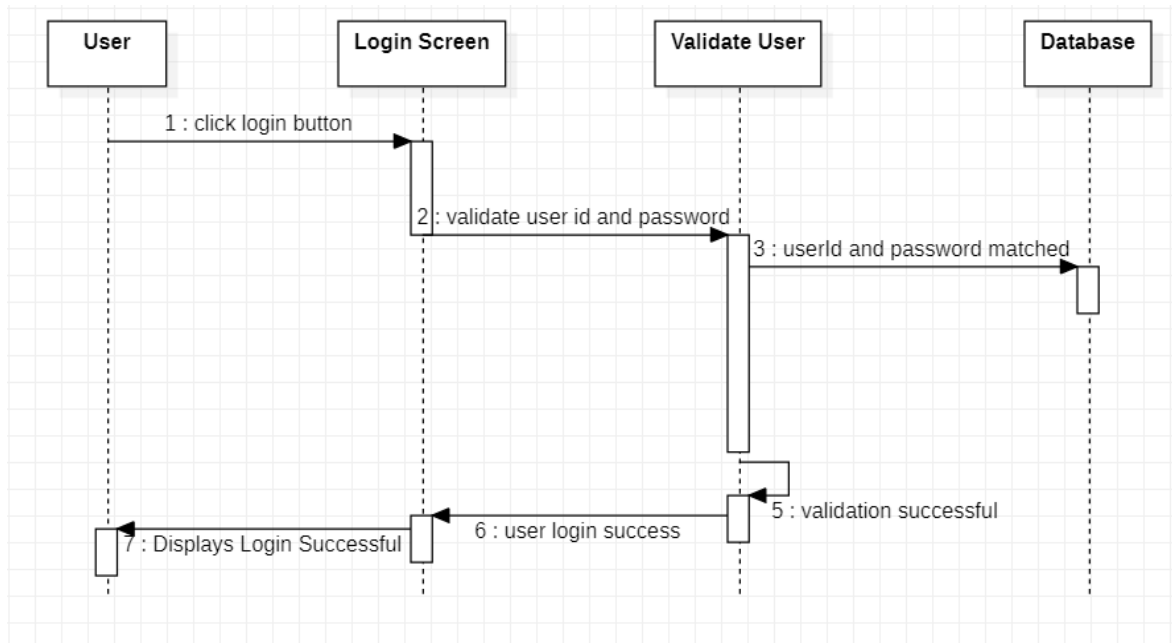 User
Login Screen
Validate User
Database
1 : click login button
2 : validate user id and password
3 : userId and password matched
5 : validation successful
6 : user login success
7 : Displays Login Successful